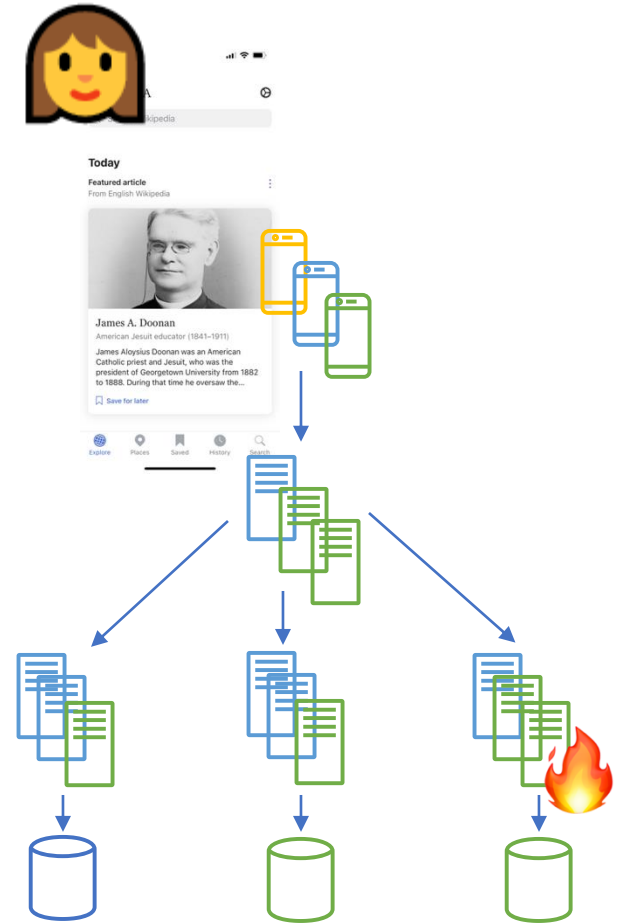 A
kipedia
Today
Featured article
From English Wikipedia
James A. Doonan
American Jesuit educator (1841–1911)
James Aloysius Doonan was an American
Catholic priest and Jesuit, who was the
president of Georgetown University from 1882
to 1888. During that time he oversaw the...
Save for later
Explore
Places
Saved
History
Search